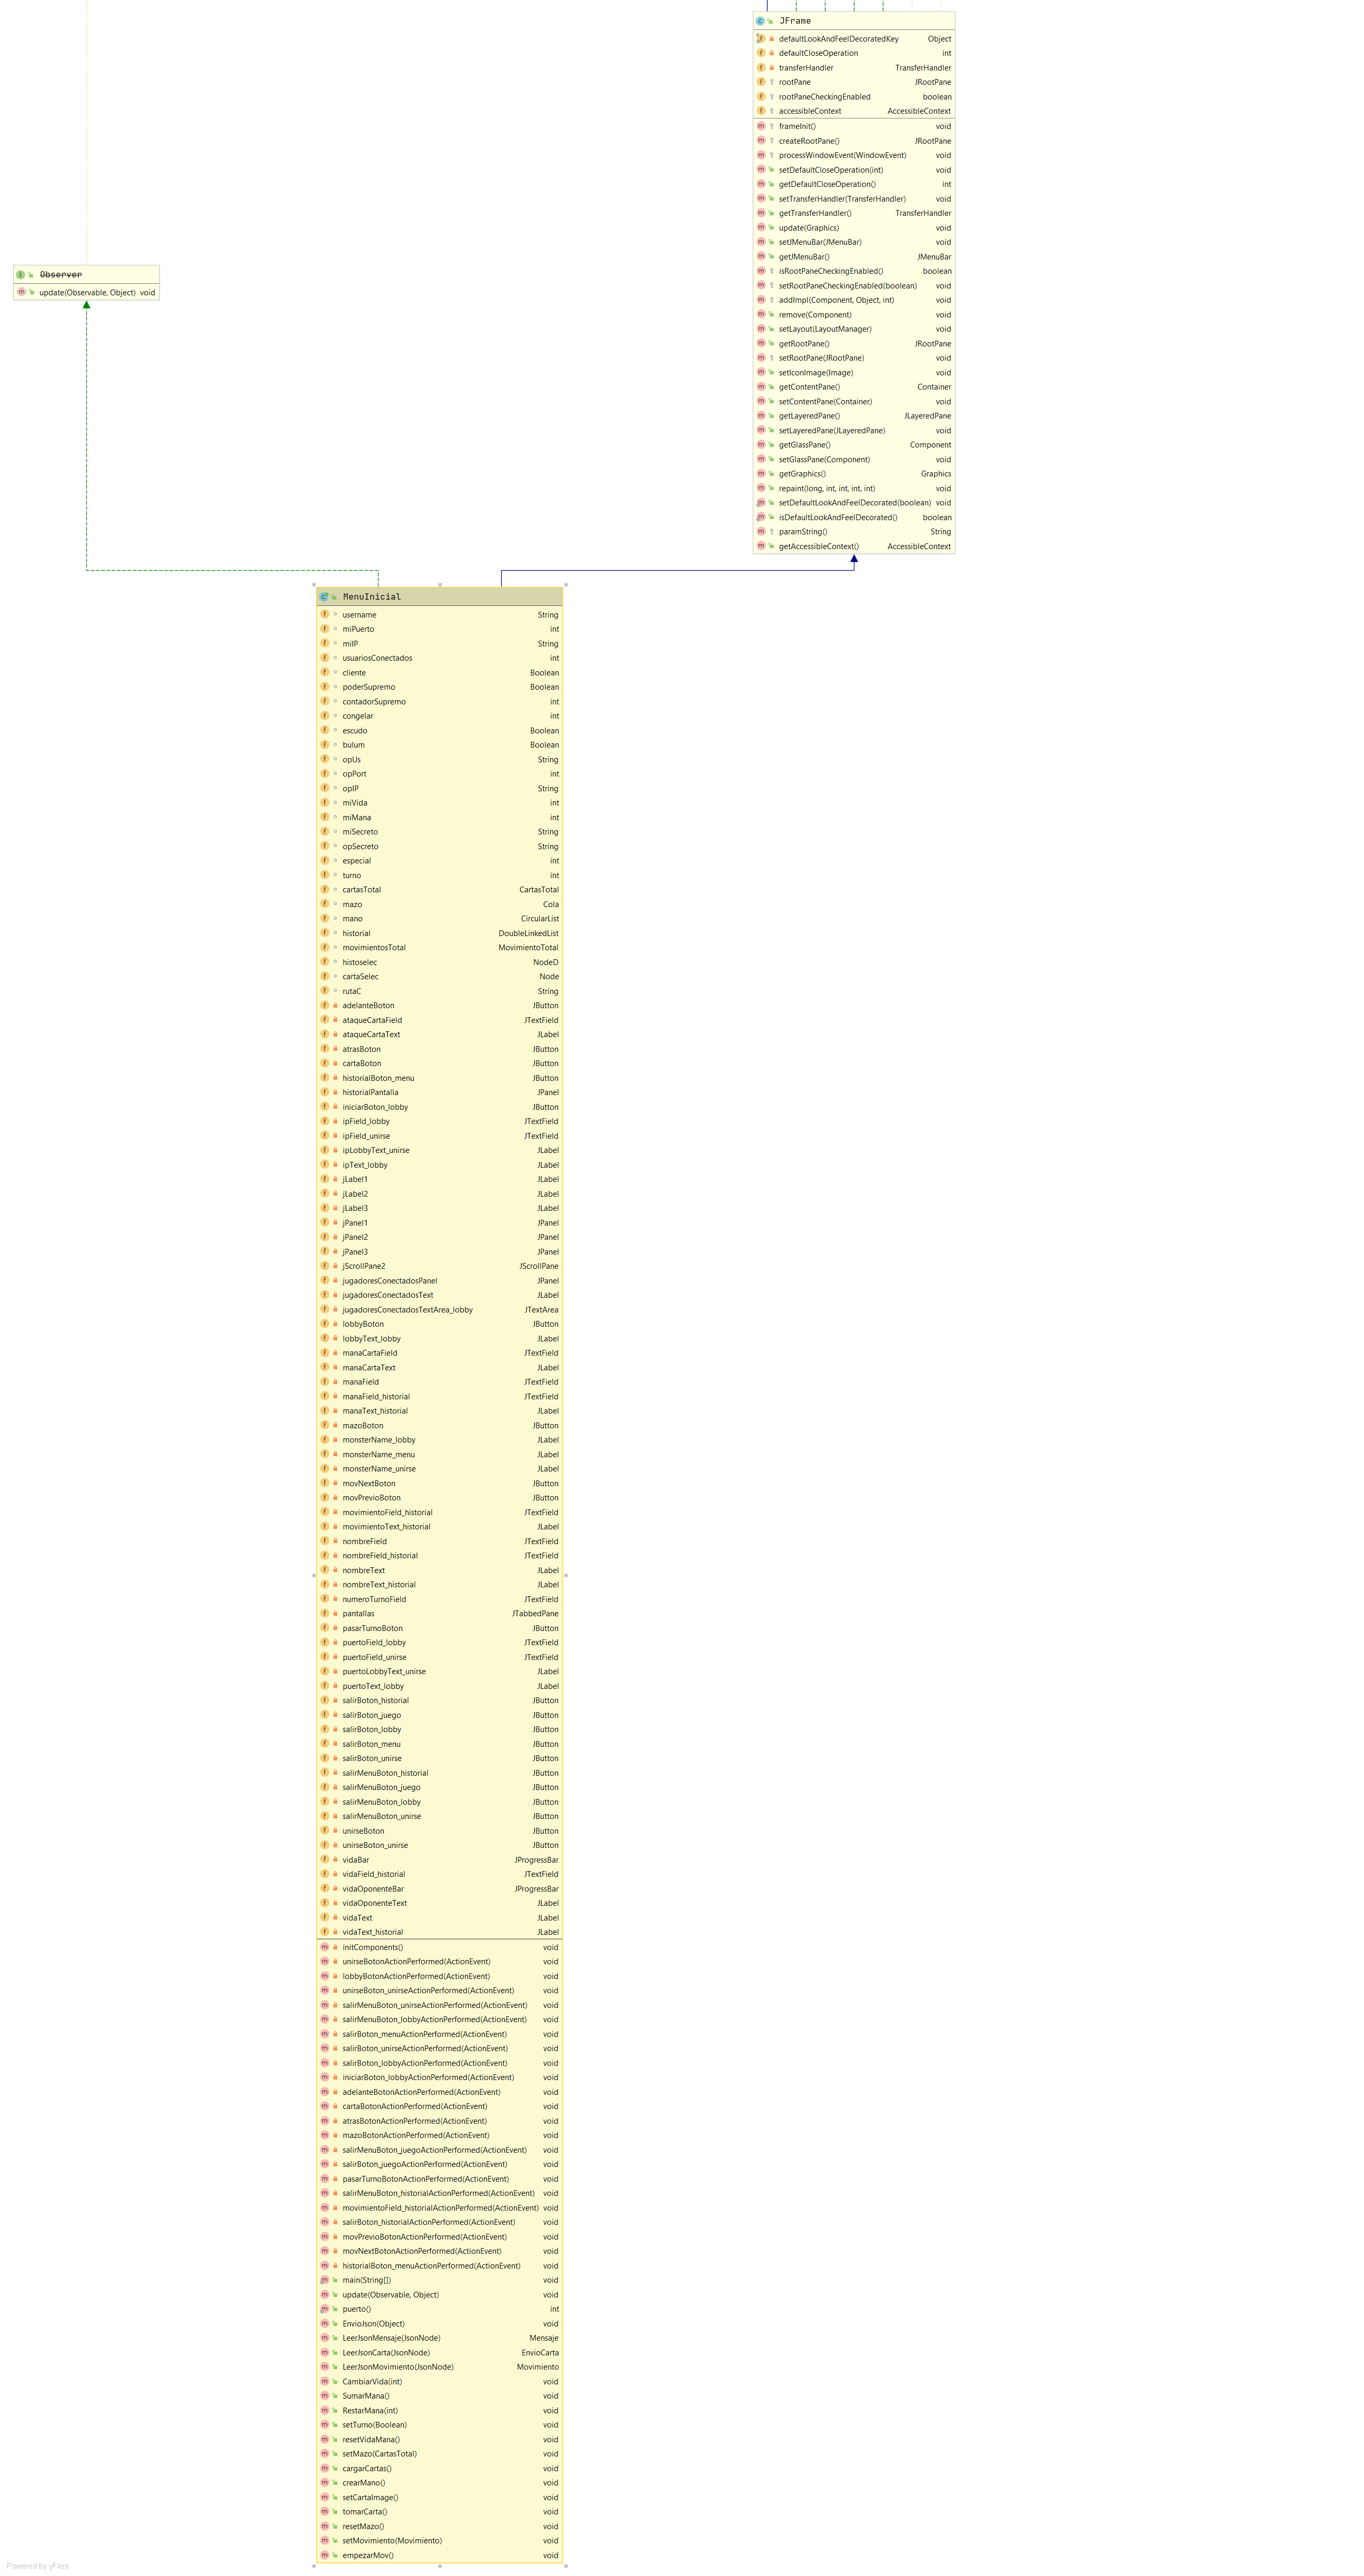 JFrame
defaultLookAndFeelDecoratedKey Object
defaultCloseOperation int
transferHandler TransferHandler
rootPane JRootPane
rootPaneCheckingEnabled boolean
accessibleContext AccessibleContext
frameInit() void
createRootPane() JRootPane
processWindowEvent(WindowEvent) void
setDefaultCloseOperation(int) void
getDefaultCloseOperation() int
setTransferHandler(TransferHandler) void
getTransferHandler() TransferHandler
update(Graphics) void
setJMenuBar(JMenuBar) void
getJMenuBar() JMenuBar
isRootPaneCheckingEnabled() boolean
setRootPaneCheckingEnabled(boolean) void
addImpl(Component, Object, int) void
remove(Component) void
setLayout(LayoutManager) void
getRootPane() JRootPane
setRootPane(JRootPane) void
setIconImage(Image) void
getContentPane() Container
setContentPane(Container) void
getLayeredPane() JLayeredPane
setLayeredPane(JLayeredPane) void
getGlassPane() Component
setGlassPane(Component) void
getGraphics() Graphics
repaint(long, int, int, int, int) void
setDefaultLookAndFeelDecorated(boolean) void
isDefaultLookAndFeelDecorated() boolean
paramString() String
getAccessibleContext() AccessibleContext
Observer
update(Observable, Object) void
MenuInicial
username String
miPuerto int
miIP String
usuariosConectados int
cliente Boolean
poderSupremo Boolean
contadorSupremo int
congelar int
escudo Boolean
bulum Boolean
opUs String
opPort int
opIP String
miVida int
miMana int
miSecreto String
opSecreto String
especial int
turno int
cartasTotal CartasTotal
mazo Cola
mano CircularList
historial DoubleLinkedList
movimientosTotal MovimientoTotal
histoselec NodeD
cartaSelec Node
rutaC String
adelanteBoton JButton
ataqueCartaField JTextField
ataqueCartaText JLabel
atrasBoton JButton
cartaBoton JButton
historialBoton_menu JButton
historialPantalla JPanel
iniciarBoton_lobby JButton
ipField_lobby JTextField
ipField_unirse JTextField
ipLobbyText_unirse JLabel
ipText_lobby JLabel
jLabel1 JLabel
jLabel2 JLabel
jLabel3 JLabel
jPanel1 JPanel
jPanel2 JPanel
jPanel3 JPanel
jScrollPane2 JScrollPane
jugadoresConectadosPanel JPanel
jugadoresConectadosText JLabel
jugadoresConectadosTextArea_lobby JTextArea
lobbyBoton JButton
lobbyText_lobby JLabel
manaCartaField JTextField
manaCartaText JLabel
manaField JTextField
manaField_historial JTextField
manaText_historial JLabel
mazoBoton JButton
monsterName_lobby JLabel
monsterName_menu JLabel
monsterName_unirse JLabel
movNextBoton JButton
movPrevioBoton JButton
movimientoField_historial JTextField
movimientoText_historial JLabel
nombreField JTextField
nombreField_historial JTextField
nombreText JLabel
nombreText_historial JLabel
numeroTurnoField JTextField
pantallas JTabbedPane
pasarTurnoBoton JButton
puertoField_lobby JTextField
puertoField_unirse JTextField
puertoLobbyText_unirse JLabel
puertoText_lobby JLabel
salirBoton_historial JButton
salirBoton_juego JButton
salirBoton_lobby JButton
salirBoton_menu JButton
salirBoton_unirse JButton
salirMenuBoton_historial JButton
salirMenuBoton_juego JButton
salirMenuBoton_lobby JButton
salirMenuBoton_unirse JButton
unirseBoton JButton
unirseBoton_unirse JButton
vidaBar JProgressBar
vidaField_historial JTextField
vidaOponenteBar JProgressBar
vidaOponenteText JLabel
vidaText JLabel
vidaText_historial JLabel
initComponents() void
unirseBotonActionPerformed(ActionEvent) void
lobbyBotonActionPerformed(ActionEvent) void
unirseBoton_unirseActionPerformed(ActionEvent) void
salirMenuBoton_unirseActionPerformed(ActionEvent) void
salirMenuBoton_lobbyActionPerformed(ActionEvent) void
salirBoton_menuActionPerformed(ActionEvent) void
salirBoton_unirseActionPerformed(ActionEvent) void
salirBoton_lobbyActionPerformed(ActionEvent) void
iniciarBoton_lobbyActionPerformed(ActionEvent) void
adelanteBotonActionPerformed(ActionEvent) void
cartaBotonActionPerformed(ActionEvent) void
atrasBotonActionPerformed(ActionEvent) void
mazoBotonActionPerformed(ActionEvent) void
salirMenuBoton_juegoActionPerformed(ActionEvent) void
salirBoton_juegoActionPerformed(ActionEvent) void
pasarTurnoBotonActionPerformed(ActionEvent) void
salirMenuBoton_historialActionPerformed(ActionEvent) void
movimientoField_historialActionPerformed(ActionEvent) void
salirBoton_historialActionPerformed(ActionEvent) void
movPrevioBotonActionPerformed(ActionEvent) void
movNextBotonActionPerformed(ActionEvent) void
historialBoton_menuActionPerformed(ActionEvent) void
main(String[]) void
update(Observable, Object) void
puerto() int
EnvioJson(Object) void
LeerJsonMensaje(JsonNode) Mensaje
LeerJsonCarta(JsonNode) EnvioCarta
LeerJsonMovimiento(JsonNode) Movimiento
CambiarVida(int) void
SumarMana() void
RestarMana(int) void
setTurno(Boolean) void
resetVidaMana() void
setMazo(CartasTotal) void
cargarCartas() void
crearMano() void
setCartaImage() void
tomarCarta() void
resetMazo() void
setMovimiento(Movimiento) void
empezarMov() void
Powered by yFiles